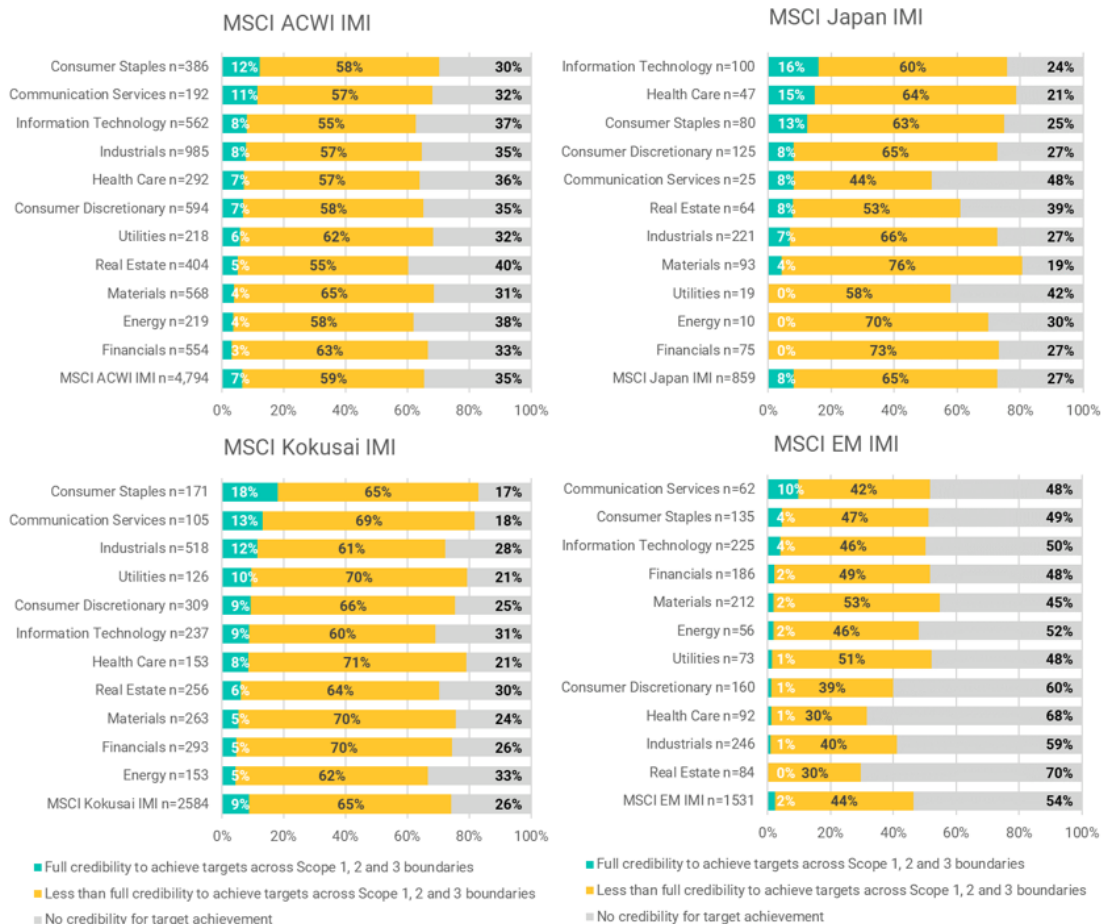 MSCI ACWI IMI
Consumer Staples n=386 12% 58% 30%
Communication Services n=192 11% 57% 32%
Information Technology n=562 8% 55% 37%
Industrials n=985 8% 57% 35%
Health Care n=292 7% 57% 36%
Consumer Discretionary n=594 7% 58% 35%
Utilities n=218 6% 62% 32%
Real Estate n=404 5% 55% 40%
Materials n=568 4% 65% 31%
Energy n=219 4% 58% 38%
Financials n=554 3% 63% 33%
MSCI ACWI IMI n=4,794 7% 59% 35%
0% 20% 40% 60% 80% 100%
MSCI Japan IMI
Information Technology n=100 16% 60% 24%
Health Care n=47 15% 64% 21%
Consumer Staples n=80 13% 63% 25%
Consumer Discretionary n=125 8% 65% 27%
Communication Services n=25 8% 44% 48%
Real Estate n=64 8% 53% 39%
Industrials n=221 7% 66% 27%
Materials n=93 4% 76% 19%
Utilities n=19 0% 58% 42%
Energy n=10 0% 70% 30%
Financials n=75 0% 73% 27%
MSCI Japan IMI n=859 8% 65% 27%
0% 20% 40% 60% 80% 100%
MSCI Kokusai IMI
Consumer Staples n=171 18% 65% 17%
Communication Services n=105 13% 69% 18%
Industrials n=518 12% 61% 28%
Utilities n=126 10% 70% 21%
Consumer Discretionary n=309 9% 66% 25%
Information Technology n=237 9% 60% 31%
Health Care n=153 8% 71% 21%
Real Estate n=256 6% 64% 30%
Materials n=263 5% 70% 24%
Financials n=293 5% 70% 26%
Energy n=153 5% 62% 33%
MSCI Kokusai IMI n=2584 9% 65% 26%
0% 20% 40% 60% 80% 100%
Full credibility to achieve targets across Scope 1, 2 and 3 boundaries
Less than full credibility to achieve targets across Scope 1, 2 and 3 boundaries
No credibility for target achievement
MSCI EM IMI
Communication Services n=62 10% 42% 48%
Consumer Staples n=135 4% 47% 49%
Information Technology n=225 4% 46% 50%
Financials n=186 2% 49% 48%
Materials n=212 2% 53% 45%
Energy n=56 2% 46% 52%
Utilities n=73 1% 51% 48%
Consumer Discretionary n=160 1% 39% 60%
Health Care n=92 1% 30% 68%
Industrials n=246 1% 40% 59%
Real Estate n=84 0% 30% 70%
MSCI EM IMI n=1531 2% 44% 54%
0% 20% 40% 60% 80% 100%
Full credibility to achieve targets across Scope 1, 2 and 3 boundaries
Less than full credibility to achieve targets across Scope 1, 2 and 3 boundaries
No credibility for target achievement